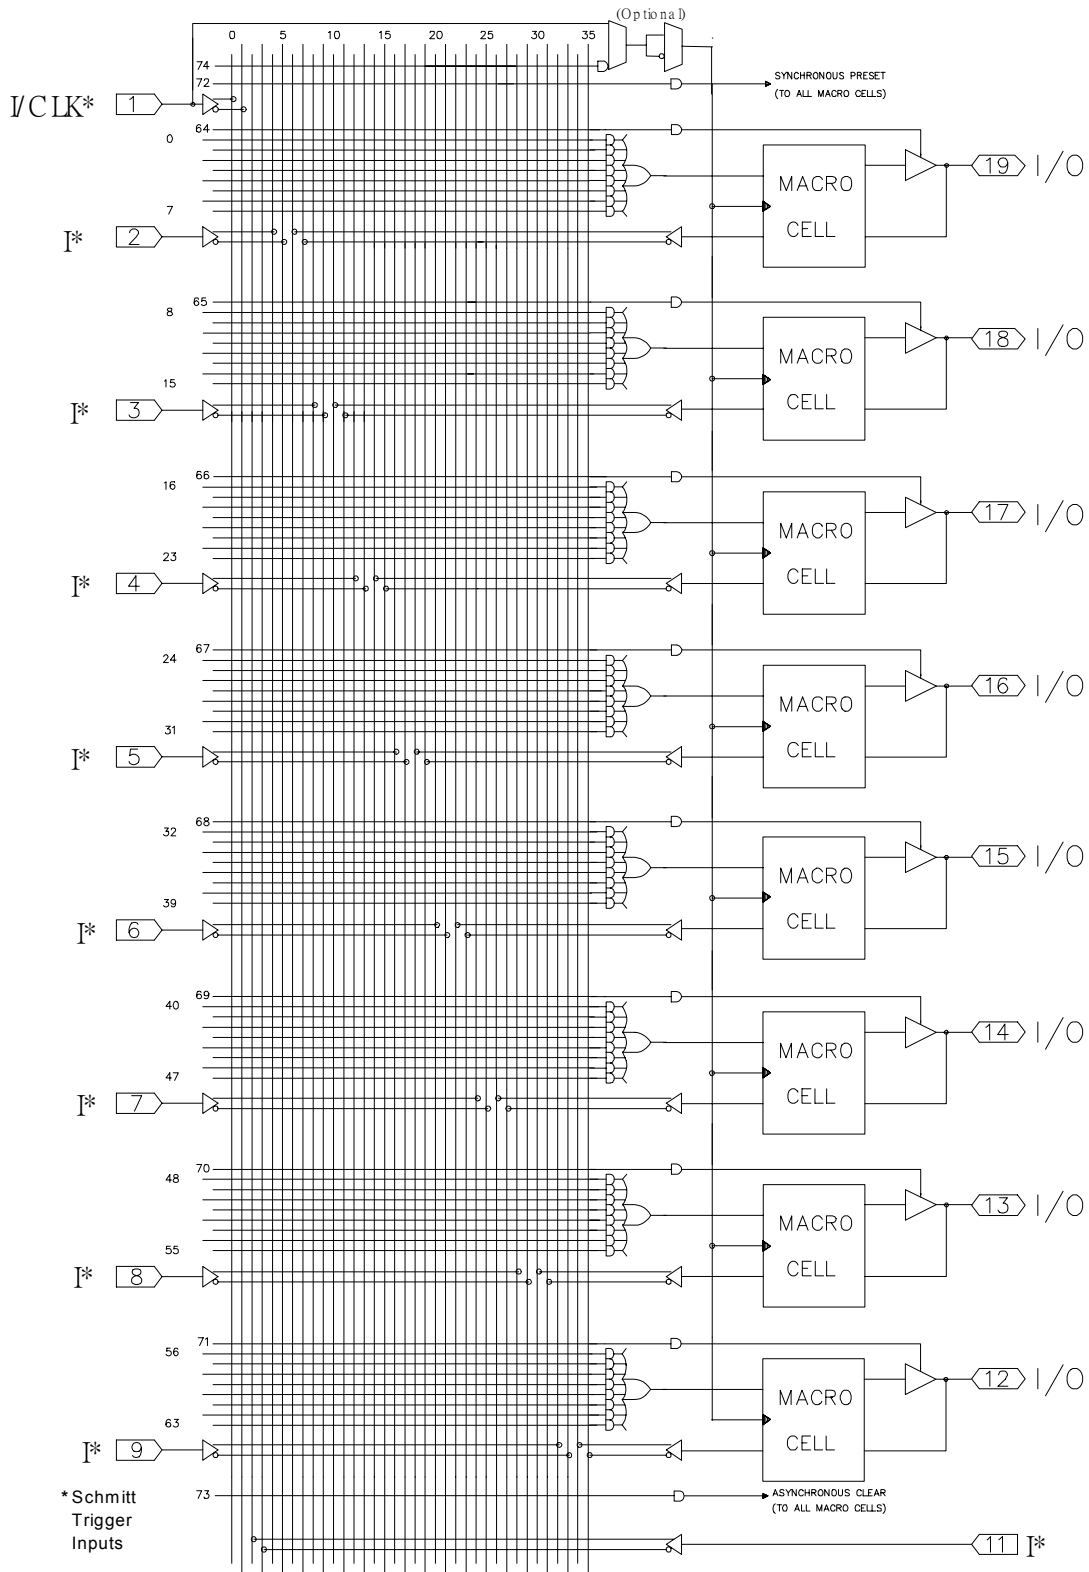 (Optional)
0 5 10 15 20 25 30 35
74
72
SYNCHRONOUS PRESET
(TO ALL MACRO CELLS)
I/CLK* 1
64
0
7
MACRO
CELL
19 I/O
I* 2
65
8
15
MACRO
CELL
18 I/O
I* 3
66
16
23
MACRO
CELL
17 I/O
I* 4
67
24
31
MACRO
CELL
16 I/O
I* 5
68
32
39
MACRO
CELL
15 I/O
I* 6
69
40
47
MACRO
CELL
14 I/O
I* 7
70
48
55
MACRO
CELL
13 I/O
I* 8
71
56
63
MACRO
CELL
12 I/O
I* 9
73
ASYNCHRONOUS CLEAR
(TO ALL MACRO CELLS)
* Schmitt
Trigger
Inputs
11 I*